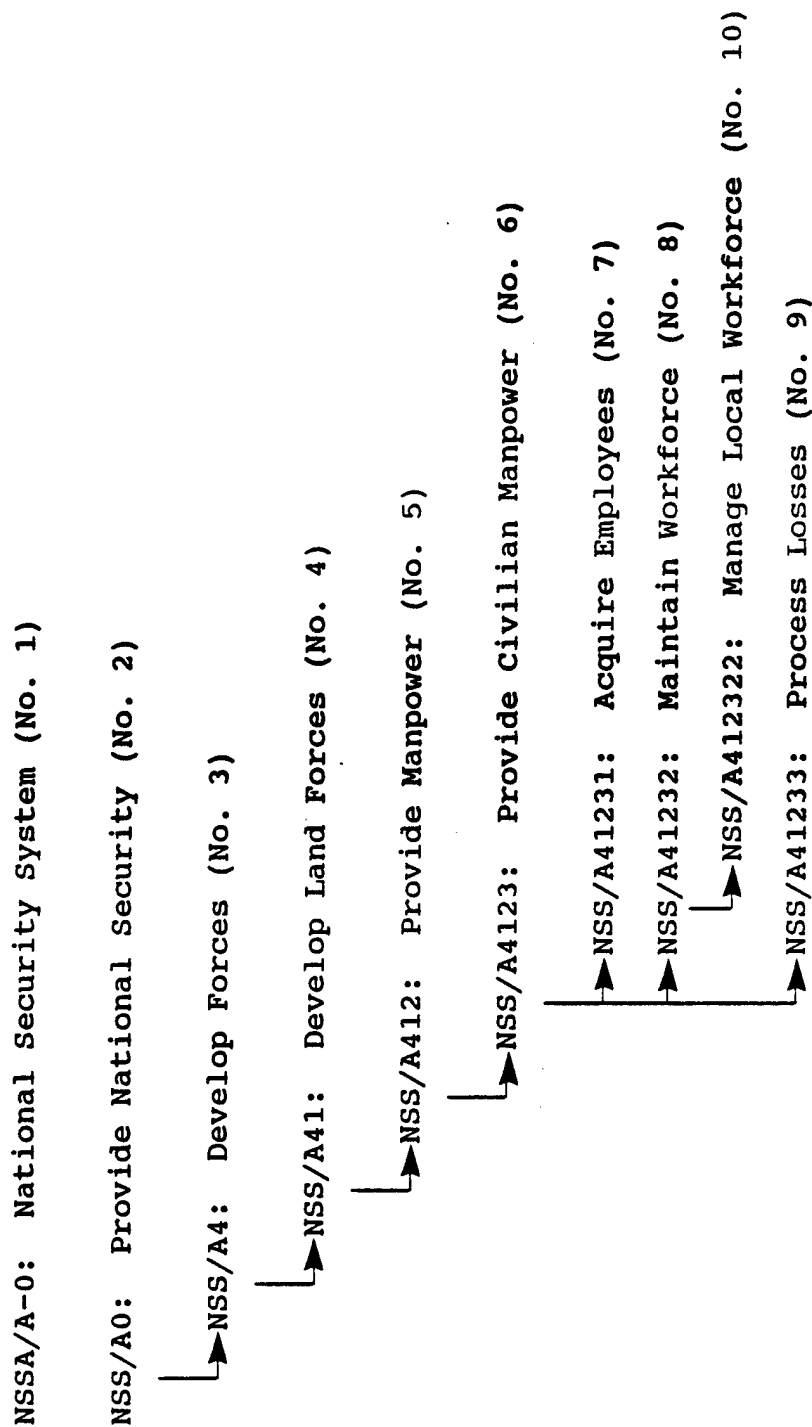 NSSA/A-0: National Security System (No. 1)
NSS/A0: Provide National Security (No. 2)
NSS/A4: Develop Forces (No. 3)
NSS/A41: Develop Land Forces (No. 4)
NSS/A412: Provide Manpower (No. 5)
NSS/A4123: Provide Civilian Manpower (No. 6)
NSS/A41231: Acquire Employees (No. 7)
NSS/A41232: Maintain Workforce (No. 8)
NSS/A412322: Manage Local Workforce (No. 10)
NSS/A41233: Process Losses (No. 9)